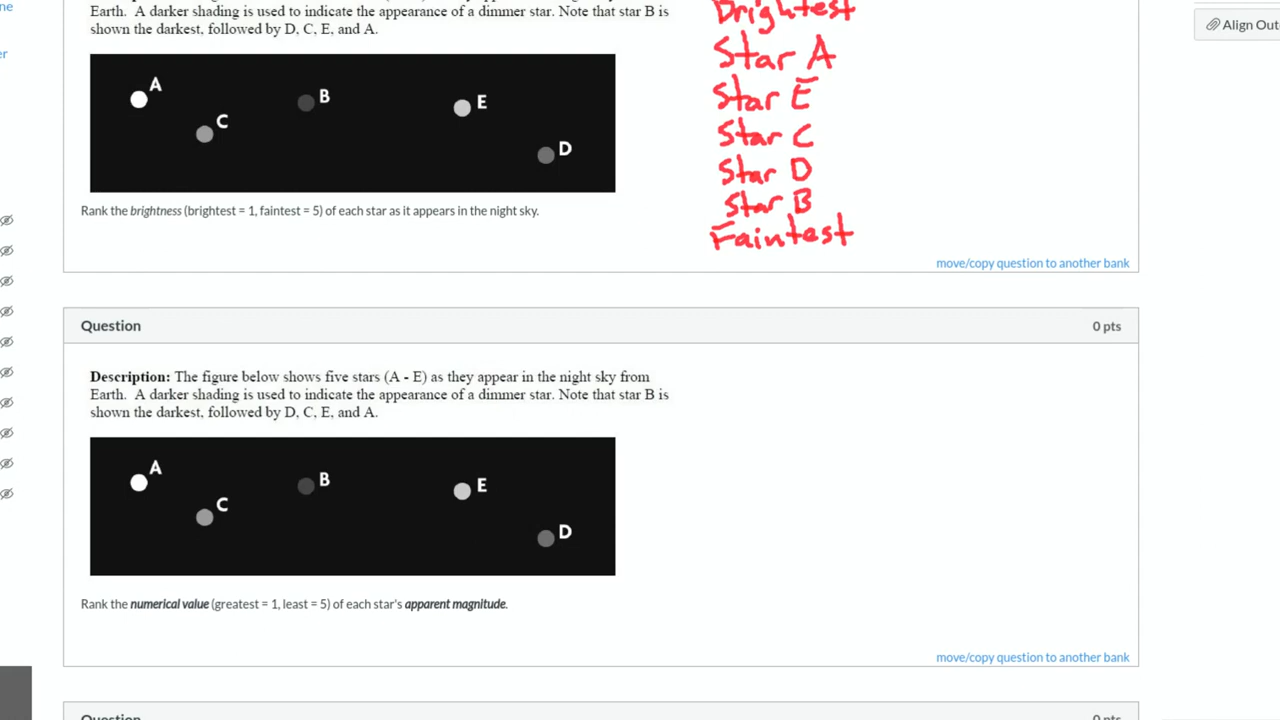 ne
Earth. A darker shading is used to indicate the appearance of a dimmer star. Note that star B is
shown the darkest, followed by D, C, E, and A.
er
A
B
C
E
D
Rank the brightness (brightest = 1, faintest = 5) of each star as it appears in the night sky.
Brightest
Star A
Star E
Star C
Star D
Star B
Faintest
Align Out
move/copy question to another bank
Question
0 pts
Description: The figure below shows five stars (A - E) as they appear in the night sky from
Earth. A darker shading is used to indicate the appearance of a dimmer star. Note that star B is
shown the darkest, followed by D, C, E, and A.
A
B
C
E
D
Rank the numerical value (greatest = 1, least = 5) of each star's apparent magnitude.
move/copy question to another bank
Question
0 pts